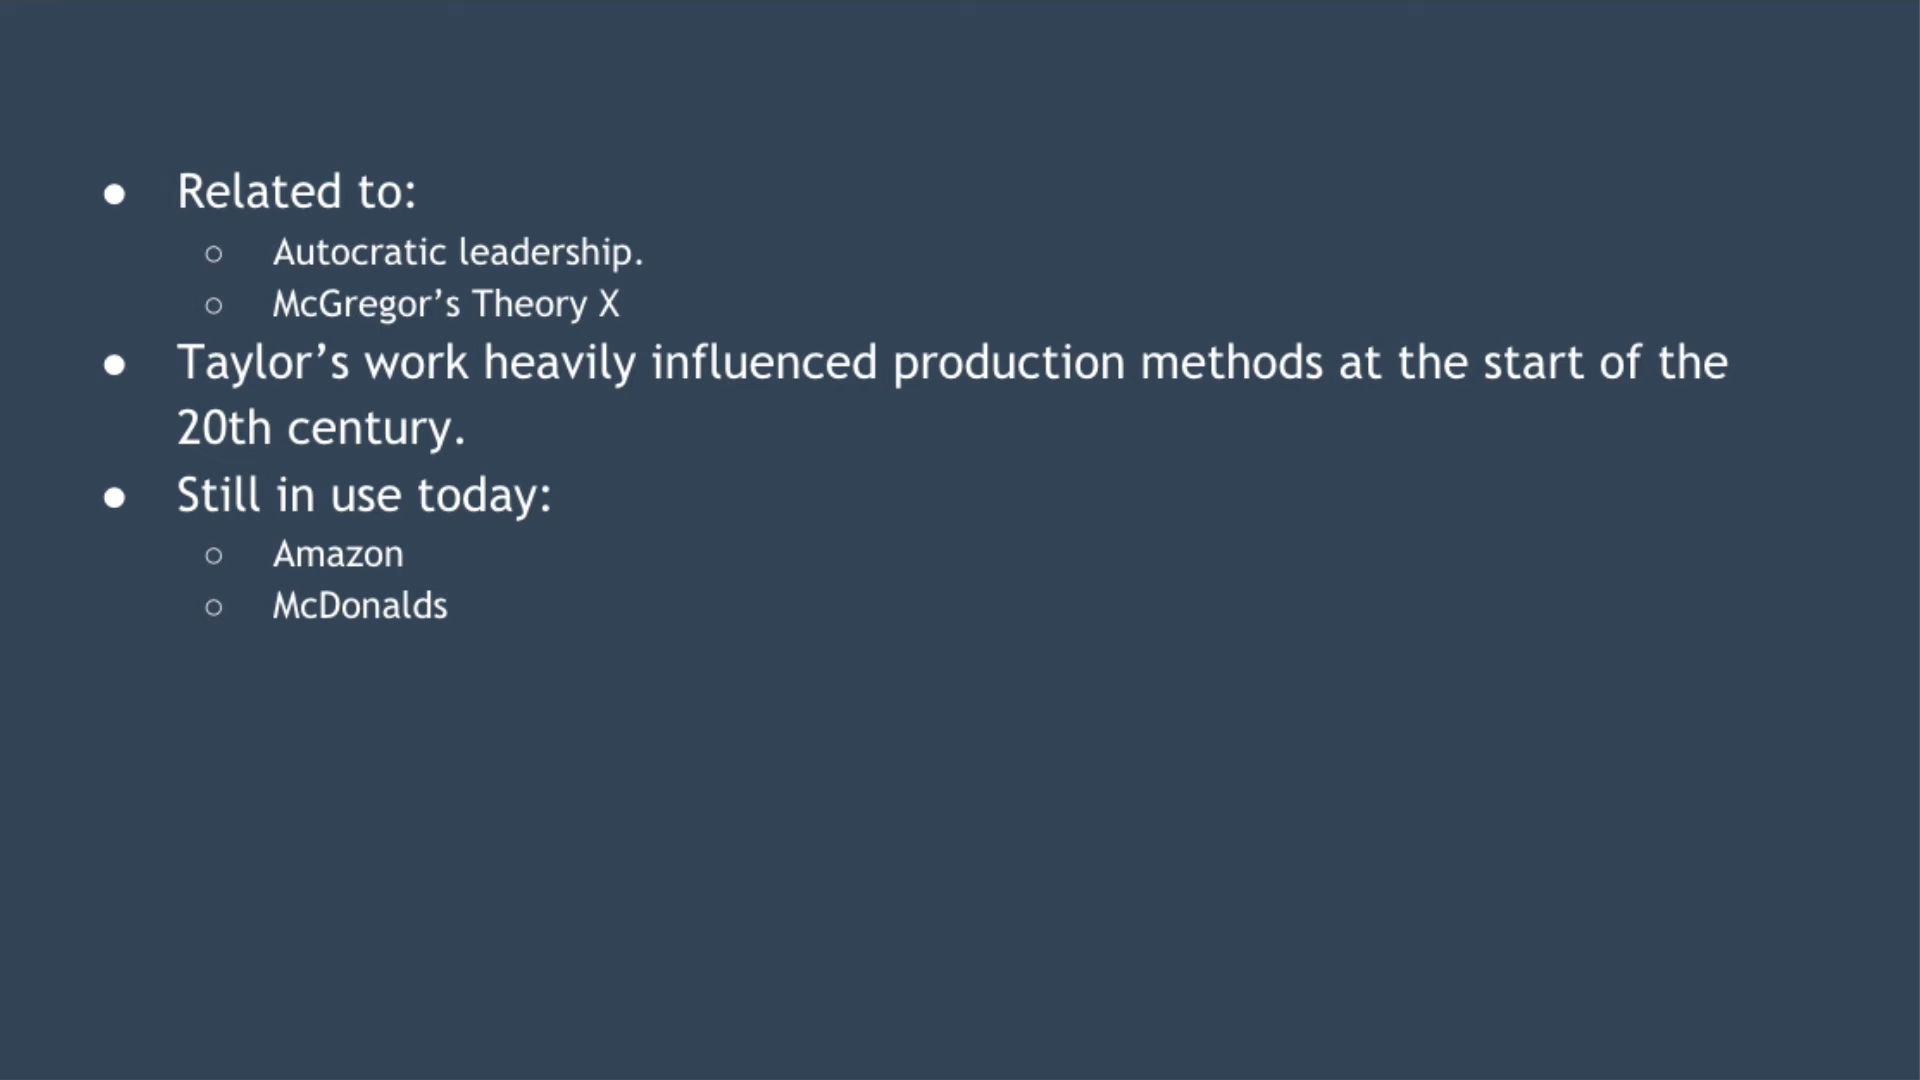 ● Related to:
○ Autocratic leadership.
○ McGregor’s Theory X
● Taylor’s work heavily influenced production methods at the start of the
20th century.
● Still in use today:
○ Amazon
○ McDonalds